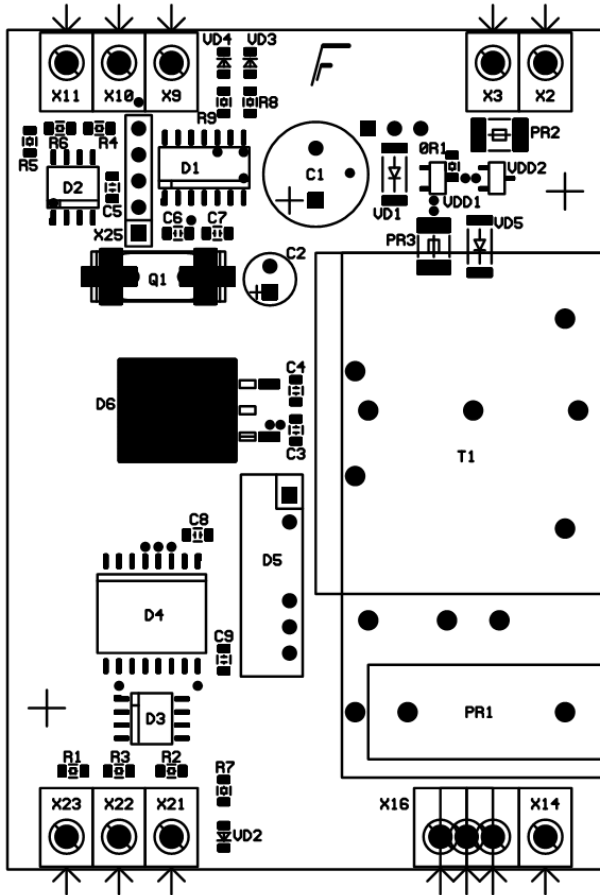 X11 X10 X9 VD4 VD3 X3 X2
R9 R8
R5 R6 R4 D1 C1 0R1 PR2
D2 C5 VD1 VDD1 VDD2
X25 C6 C7 PR3 VD5
Q1 C2
D6 C4
C3 T1
C8 D5
D4
C9
D3 PR1
R1 R3 R2 R7
X23 X22 X21 VD2 X16 X14